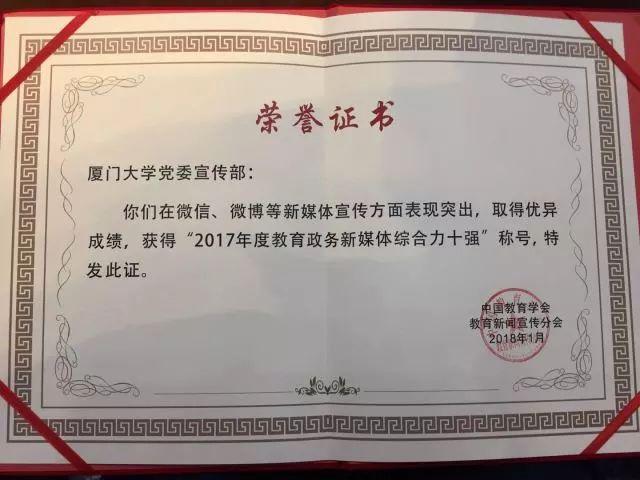 荣誉证书
厦门大学党委宣传部：
你们在微信、微博等新媒体宣传方面表现突出，取得优异
成绩，获得“2017年度教育政务新媒体综合力十强”称号，特
发此证。
中国教育学会
教育新闻宣传分会
2018年1月